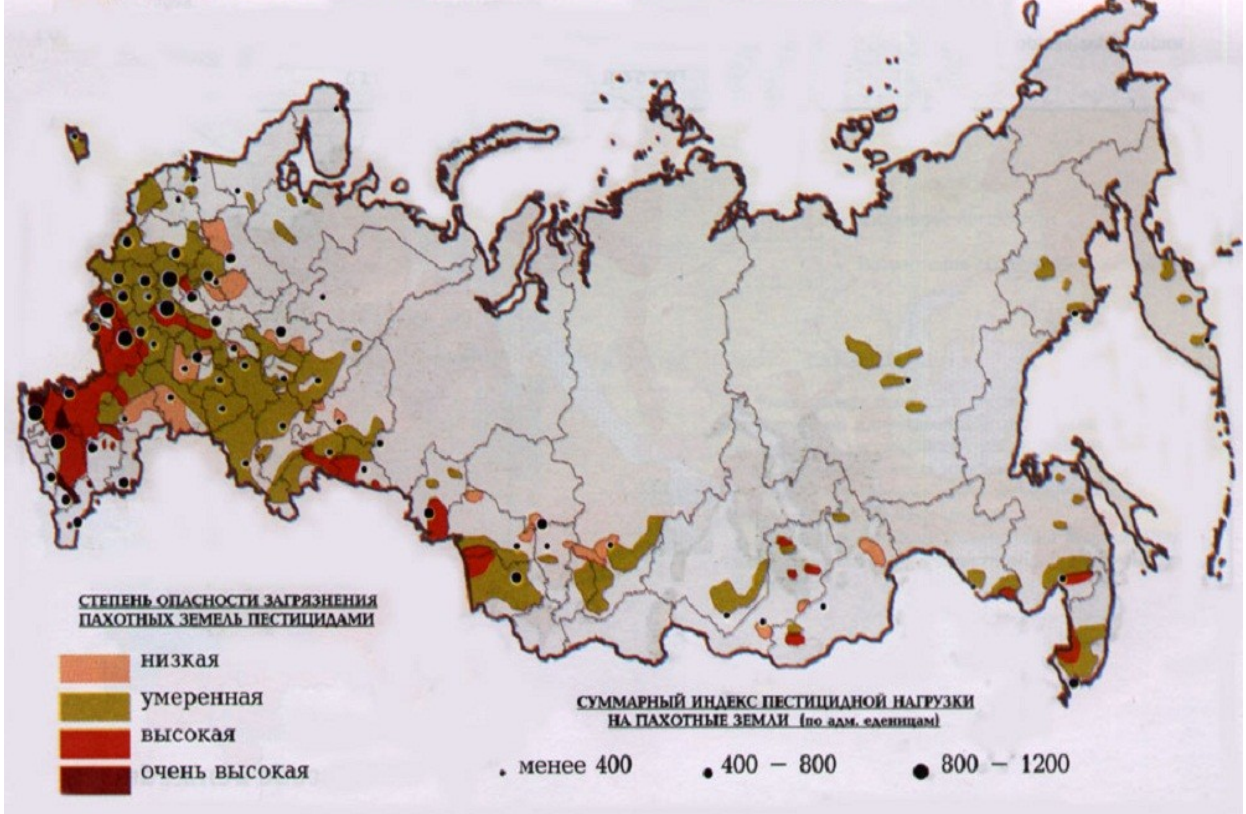 СТЕПЕНЬ ОПАСНОСТИ ЗАГРЯЗНЕНИЯ
ПАХОТНЫХ ЗЕМЕЛЬ ПЕСТИЦИДАМИ
низкая
умеренная
высокая
очень высокая
СУММАРНЫЙ ИНДЕКС ПЕСТИЦИДНОЙ НАГРУЗКИ
НА ПАХОТНЫЕ ЗЕМЛИ (по адм. еденицам)
менее 400
400 – 800
800 – 1200